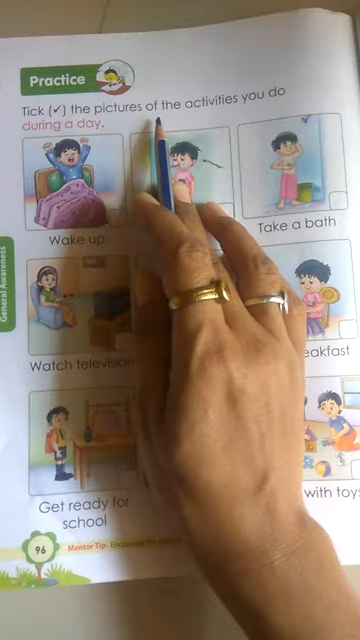 Practice
Tick (✓) the pictures of the activities you do
during a day.
Wake up
Take a bath
General Awareness
Watch television
eakfast
Get ready for
school
with toys
96
Mentor Tip: